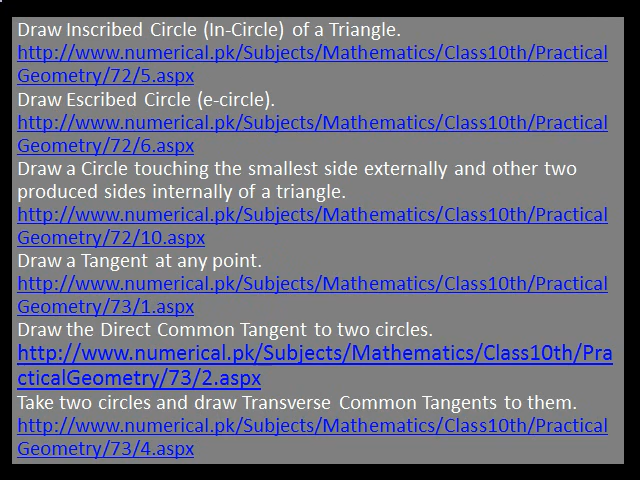 Draw Inscribed Circle (In-Circle) of a Triangle.
http://www.numerical.pk/Subjects/Mathematics/Class10th/Practical
Geometry/72/5.aspx
Draw Escribed Circle (e-circle).
http://www.numerical.pk/Subjects/Mathematics/Class10th/Practical
Geometry/72/6.aspx
Draw a Circle touching the smallest side externally and other two
produced sides internally of a triangle.
http://www.numerical.pk/Subjects/Mathematics/Class10th/Practical
Geometry/72/10.aspx
Draw a Tangent at any point.
http://www.numerical.pk/Subjects/Mathematics/Class10th/Practical
Geometry/73/1.aspx
Draw the Direct Common Tangent to two circles.
http://www.numerical.pk/Subjects/Mathematics/Class10th/Pra
cticalGeometry/73/2.aspx
Take two circles and draw Transverse Common Tangents to them.
http://www.numerical.pk/Subjects/Mathematics/Class10th/Practical
Geometry/73/4.aspx